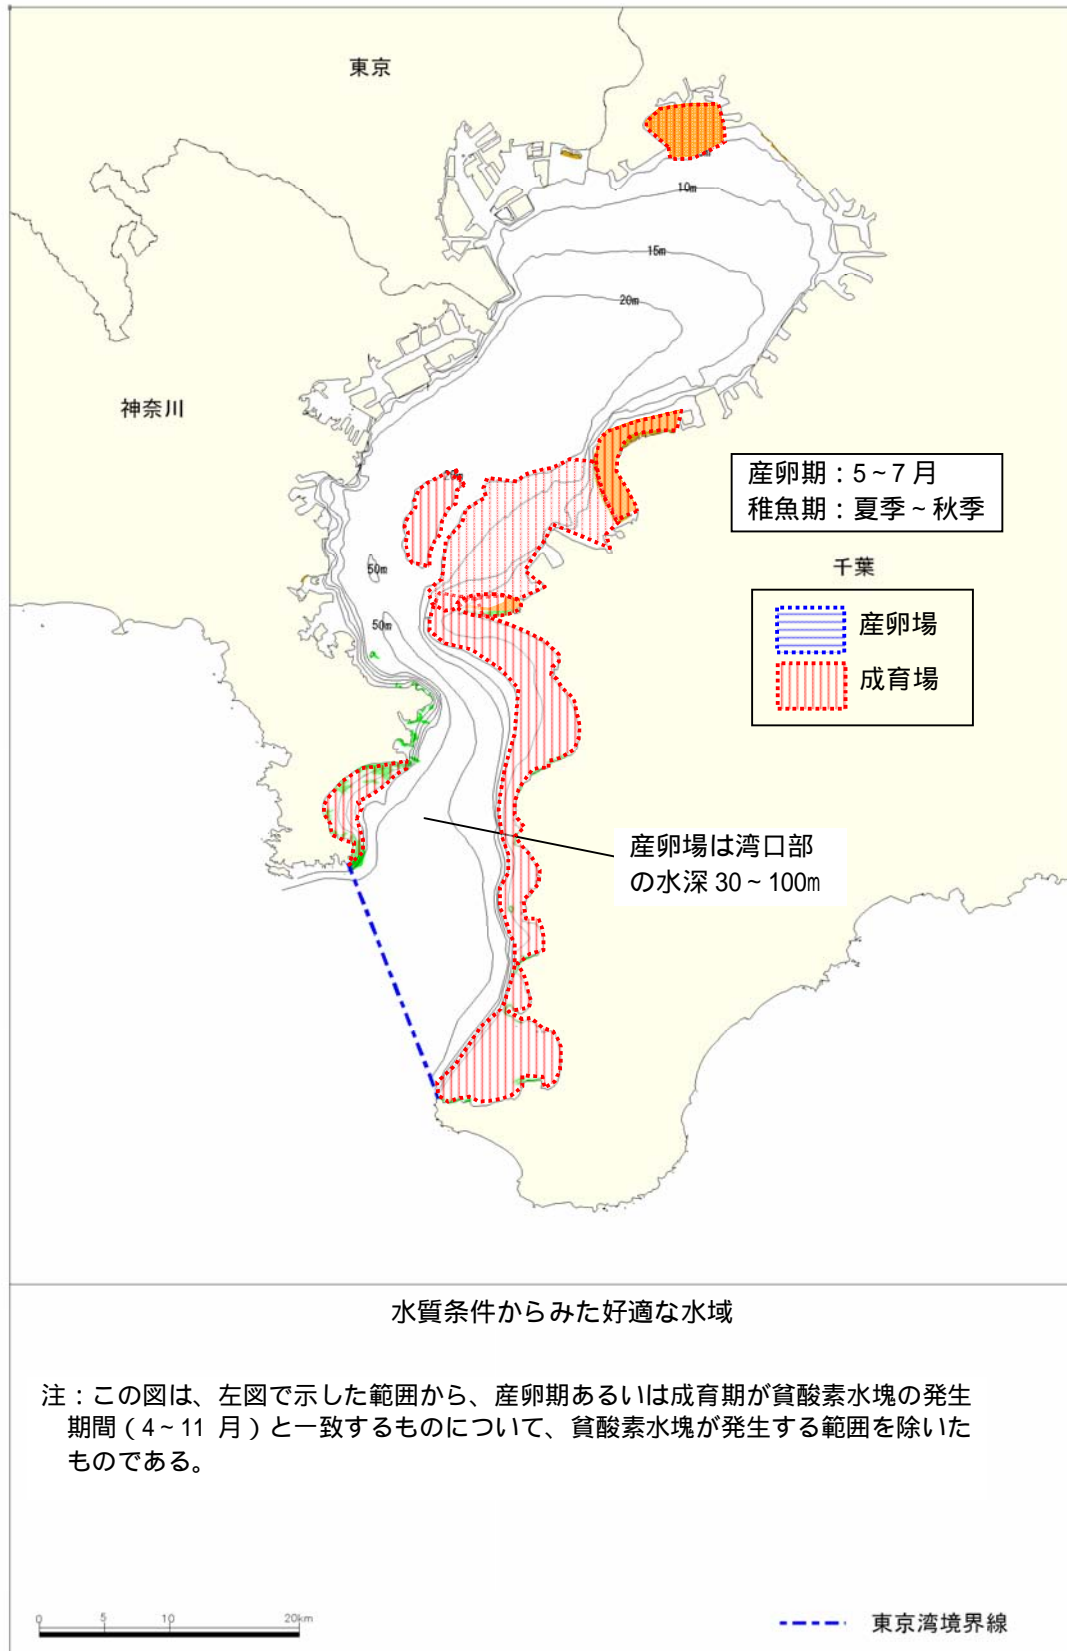 東京
10m
15m
20m
神奈川
20m
産卵期：5～7月
稚魚期：夏季～秋季
千葉
50m
50m
産卵場
成育場
産卵場は湾口部
の水深 30～100m
水質条件からみた好適な水域
注：この図は、左図で示した範囲から、産卵期あるいは成育期が貧酸素水塊の発生
期間（4～11 月）と一致するものについて、貧酸素水塊が発生する範囲を除いた
ものである。
0 5 10 20km
東京湾境界線